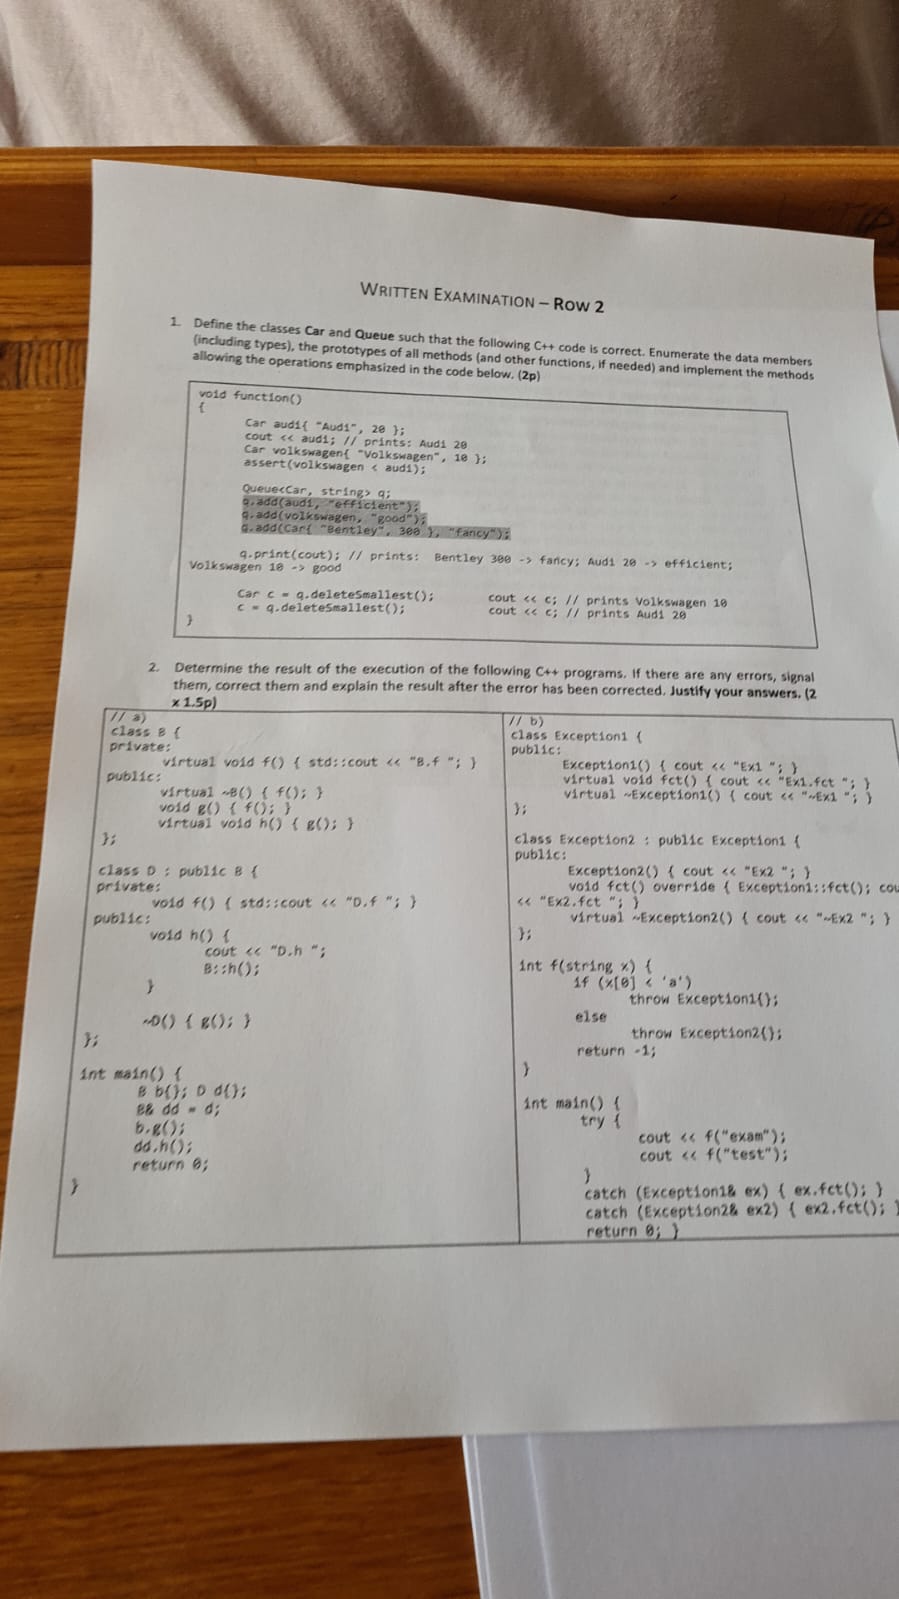 WRITTEN EXAMINATION – ROW 2
1. Define the classes Car and Queue such that the following C++ code is correct. Enumerate the data members
(including types), the prototypes of all methods (and other functions, if needed) and implement the methods
allowing the operations emphasized in the code below. (2p)
void function()
{
Car audi{ "Audi", 20 };
cout << audi; // prints: Audi 20
Car volkswagen{ "Volkswagen", 10 };
assert(volkswagen < audi);
Queue<Car, string> q;
q.add(audi, "efficient");
q.add(volkswagen, "good");
q.add(Car{ "Bentley", 300 }, "fancy");
q.print(cout); // prints: Bentley 300 -> fancy; Audi 20 -> efficient;
Volkswagen 10 -> good
Car c = q.deleteSmallest(); cout << c; // prints Volkswagen 10
c = q.deleteSmallest(); cout << c; // prints Audi 20
}
2. Determine the result of the execution of the following C++ programs. If there are any errors, signal
them, correct them and explain the result after the error has been corrected. Justify your answers. (2
x 1.5p)
// a)
class B {
private:
virtual void f() { std::cout << "B.f "; }
public:
virtual ~B() { f(); }
void g() { f(); }
virtual void h() { g(); }
};
class D : public B {
private:
void f() { std::cout << "D.f "; }
public:
void h() {
cout << "D.h ";
B::h();
}
~D() { g(); }
};
int main() {
B b{}; D d{};
B& dd = d;
b.g();
dd.h();
return 0;
}
// b)
class Exception1 {
public:
Exception1() { cout << "Ex1 "; }
virtual void fct() { cout << "Ex1.fct "; }
virtual ~Exception1() { cout << "~Ex1 "; }
};
class Exception2 : public Exception1 {
public:
Exception2() { cout << "Ex2 "; }
void fct() override { Exception1::fct(); cou
<< "Ex2.fct "; }
virtual ~Exception2() { cout << "~Ex2 "; }
};
int f(string x) {
if (x[0] < 'a')
throw Exception1{};
else
throw Exception2{};
return -1;
}
int main() {
try {
cout << f("exam");
cout << f("test");
}
catch (Exception1& ex) { ex.fct(); }
catch (Exception2& ex2) { ex2.fct(); }
return 0; }